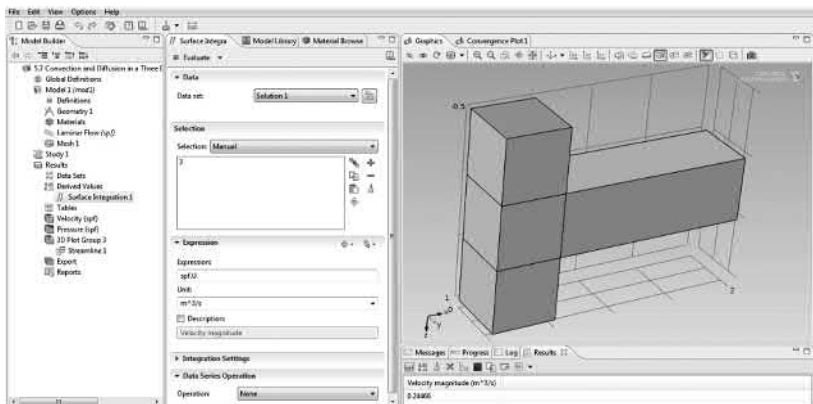 File Edit View Options Help
Model Builder
5.7 Convection and Diffusion in a Three
Global Definitions
Model 1 (mod1)
Definitions
Geometry 1
Materials
Laminar Flow (spf)
Mesh 1
Study 1
Results
Data Sets
Derived Values
Surface Integration 1
Tables
Velocity (spf)
Pressure (spf)
3D Plot Group 3
Streamline 1
Export
Reports
Surface Integra
Model Library
Material Browse
Evaluate
Data
Data set: Solution 1
Selection
Selection: Manual
3
Expression
Expression:
spf.U
Unit:
m^3/s
Description:
Velocity magnitude
Integration Settings
Data Series Operation
Operation: None
Graphics
Convergence Plot 1
0.5
1
0
2
y
z
Messages
Progress
Log
Results
Velocity magnitude (m^3/s)
0.24466